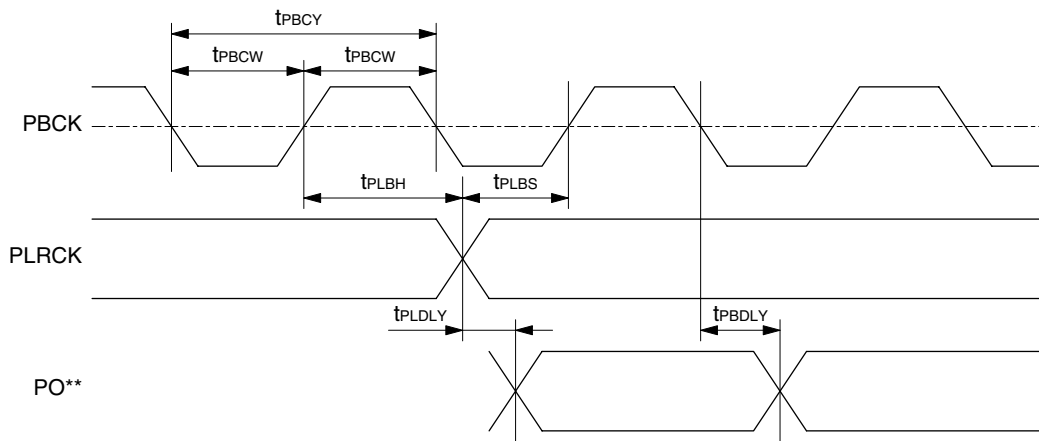 tPBCY
tPBCW tPBCW
PBCK
tPLBH tPLBS
PLRCK
tPLDLY tPBDLY
PO**